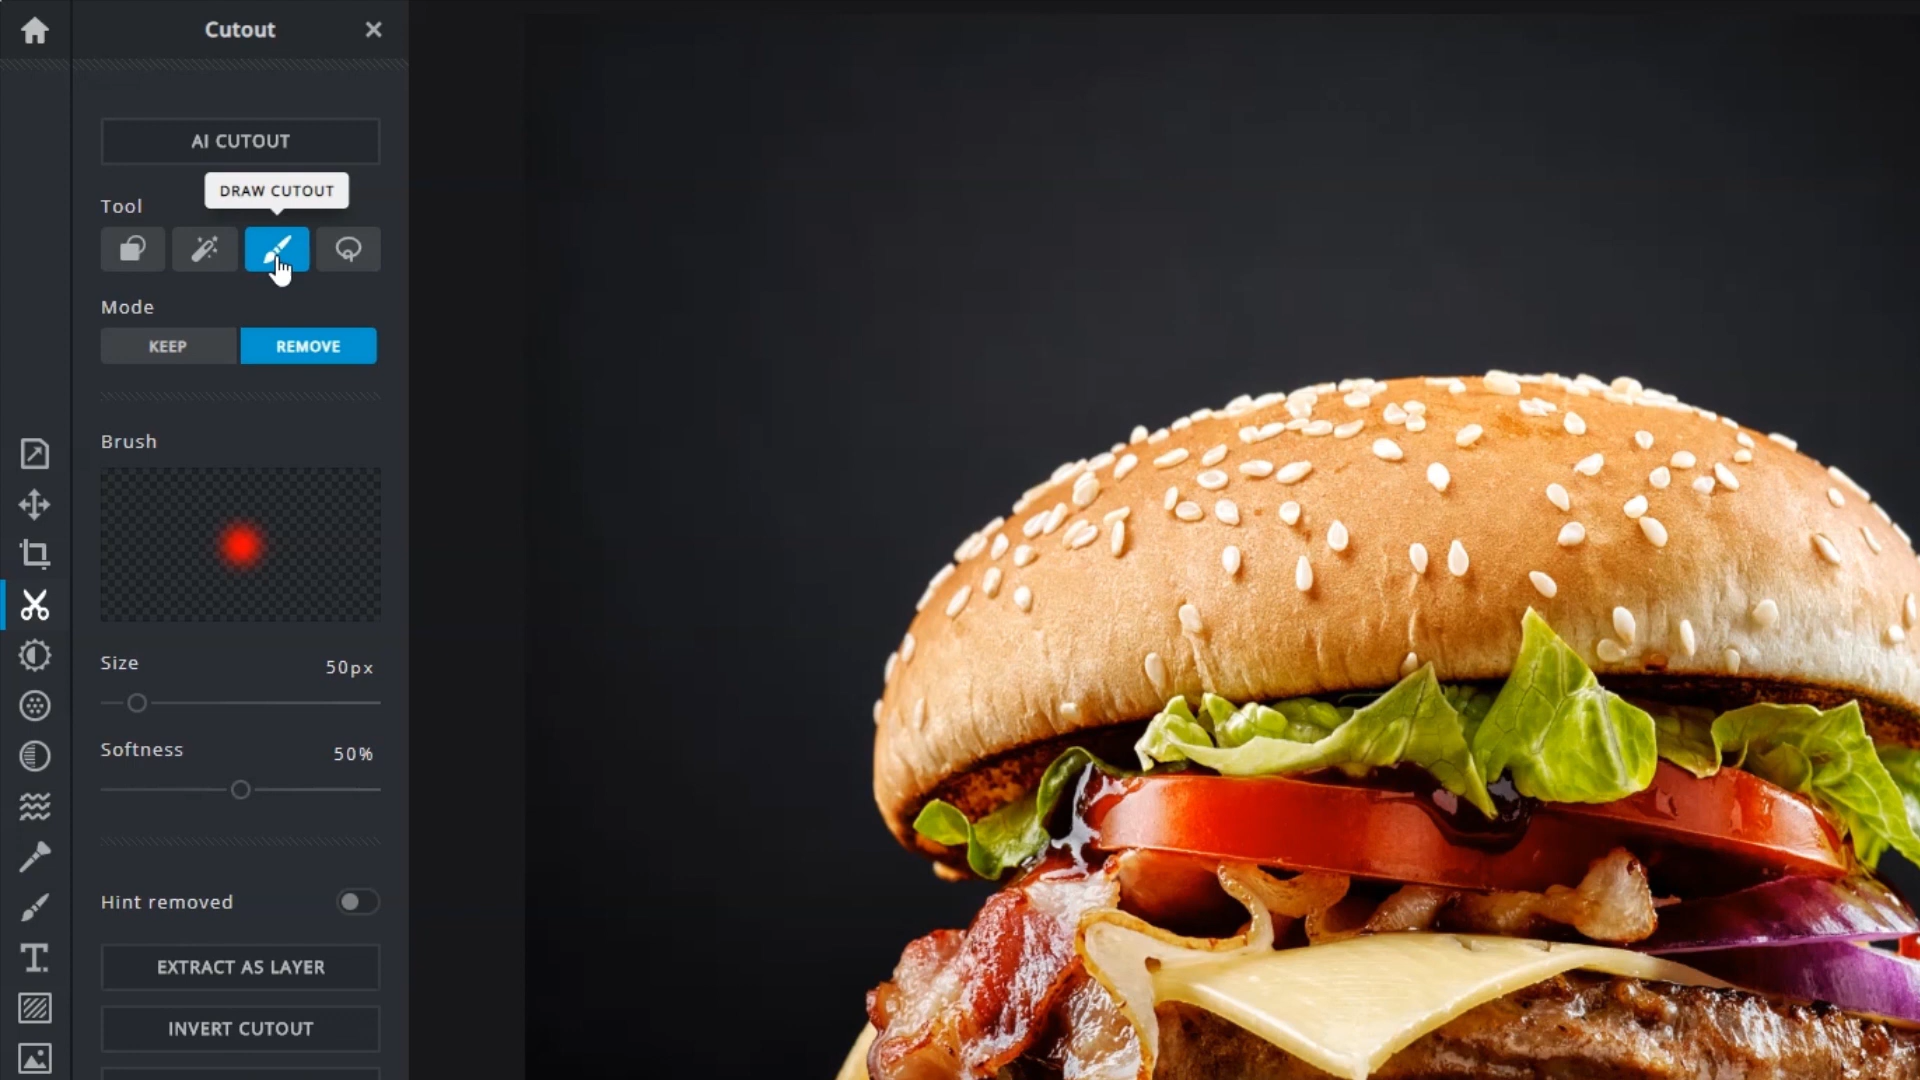 Cutout
AI CUTOUT
DRAW CUTOUT
Tool
Mode
KEEP
REMOVE
Brush
Size
50px
Softness
50%
Hint removed
EXTRACT AS LAYER
INVERT CUTOUT
T.